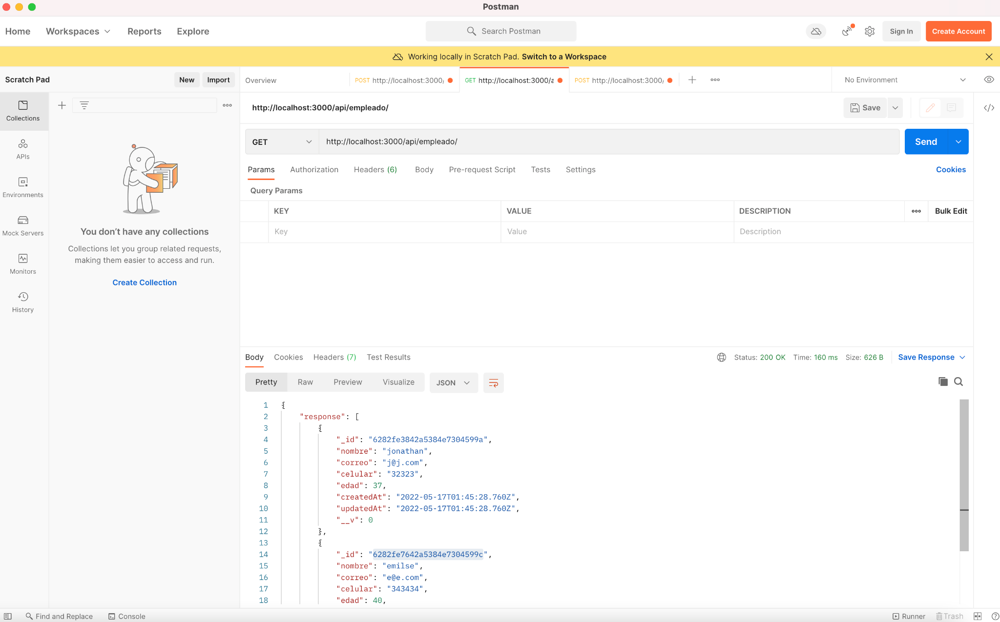 Postman
Home Workspaces Reports Explore Search Postman Sign In Create Account
Working locally in Scratch Pad. Switch to a Workspace
Scratch Pad New Import Overview POST http://localhost:3000/ GET http://localhost:3000/a POST http://localhost:3000/ No Environment
Collections
APIs
Environments
Mock Servers
Monitors
History
You don’t have any collections
Collections let you group related requests,
making them easier to access and run.
Create Collection
http://localhost:3000/api/empleado/ Save
GET http://localhost:3000/api/empleado/ Send
Params Authorization Headers (6) Body Pre-request Script Tests Settings Cookies
Query Params
KEY VALUE DESCRIPTION Bulk Edit
Key Value Description
Body Cookies Headers (7) Test Results Status: 200 OK Time: 160 ms Size: 626 B Save Response
Pretty Raw Preview Visualize JSON
1 {
2 "response": [
3 {
4 "_id": "6282fe3842a5384e7304599a",
5 "nombre": "jonathan",
6 "correo": "j@j.com",
7 "celular": "32323",
8 "edad": 37,
9 "createdAt": "2022-05-17T01:45:28.760Z",
10 "updatedAt": "2022-05-17T01:45:28.760Z",
11 "__v": 0
12 },
13 {
14 "_id": "6282fe7642a5384e7304599c",
15 "nombre": "emilse",
16 "correo": "e@e.com",
17 "celular": "343434",
18 "edad": 40,
Find and Replace Console Runner Trash